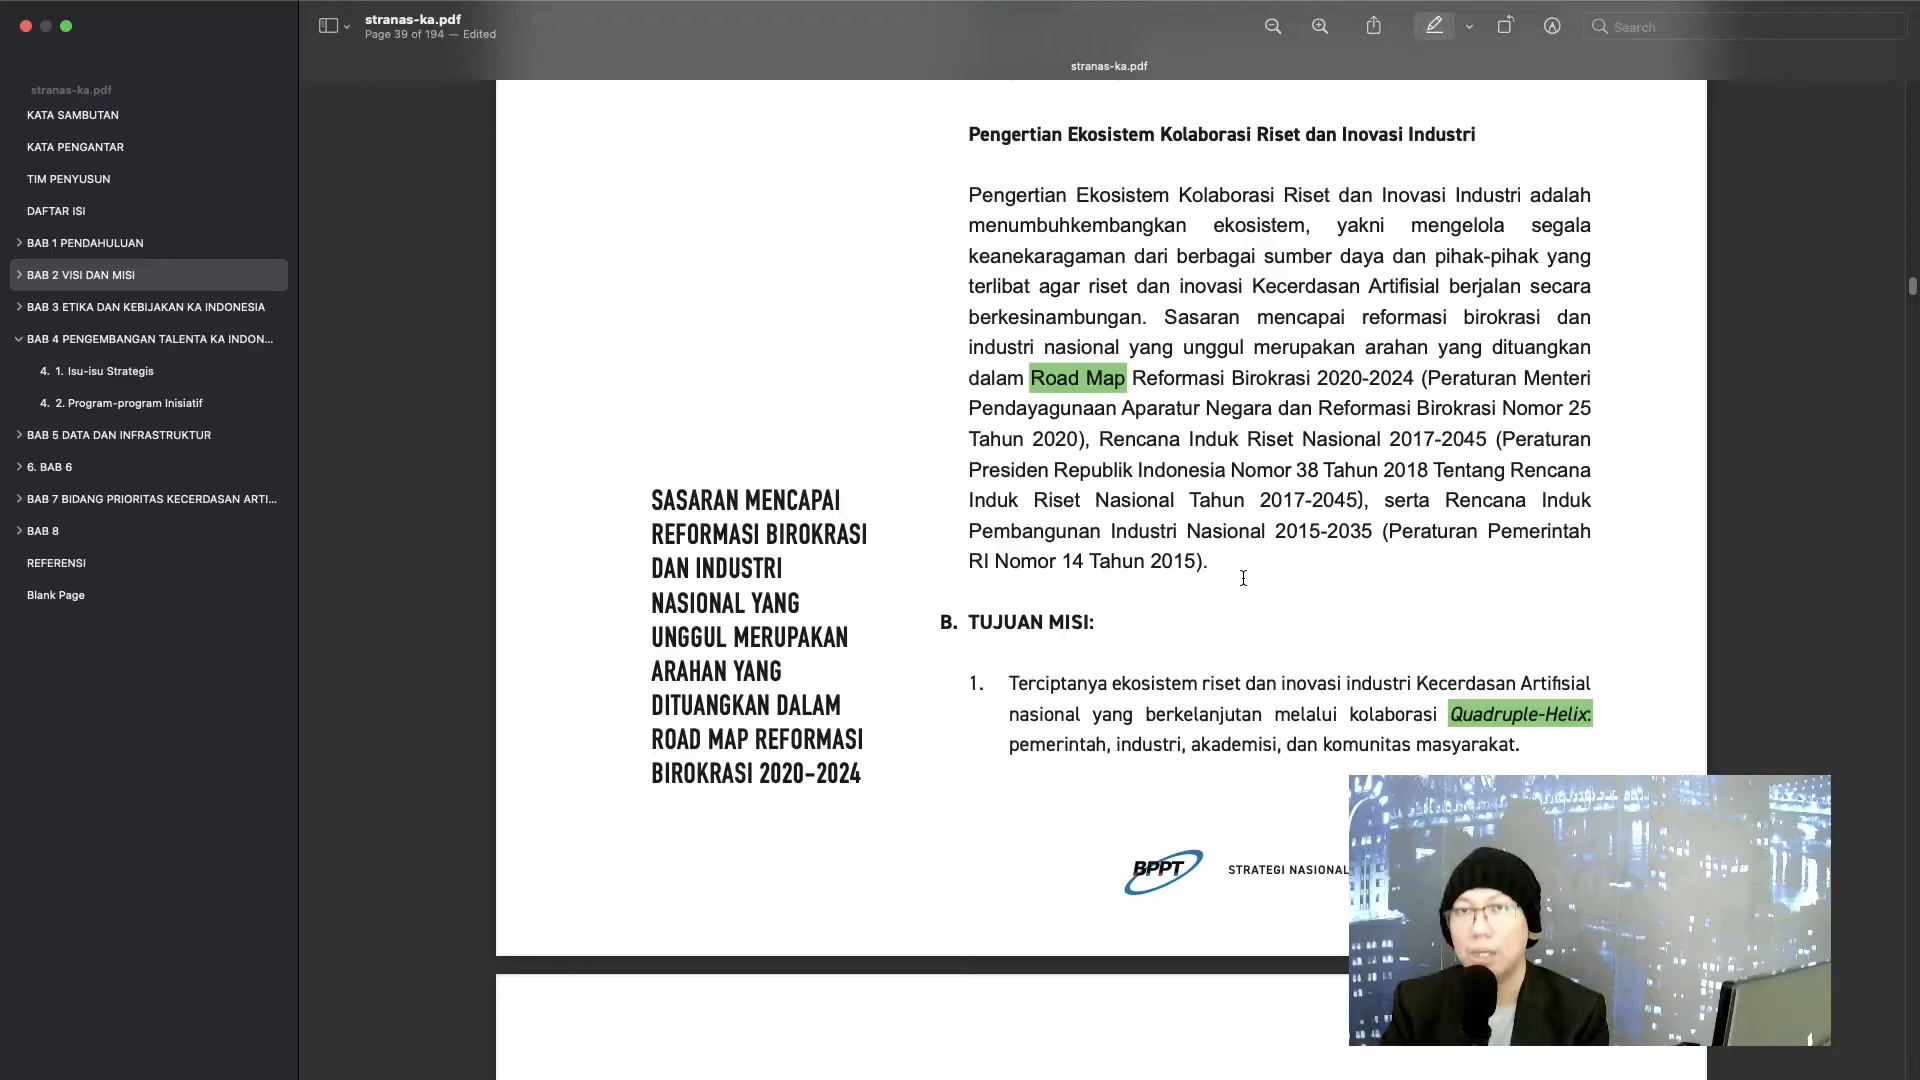 stranas-ka.pdf
Page 39 of 194 — Edited
Search
stranas-ka.pdf
stranas-ka.pdf
KATA SAMBUTAN
KATA PENGANTAR
TIM PENYUSUN
DAFTAR ISI
BAB 1 PENDAHULUAN
BAB 2 VISI DAN MISI
BAB 3 ETIKA DAN KEBIJAKAN KA INDONESIA
BAB 4 PENGEMBANGAN TALENTA KA INDON...
4. 1. Isu-isu Strategis
4. 2. Program-program Inisiatif
BAB 5 DATA DAN INFRASTRUKTUR
6. BAB 6
BAB 7 BIDANG PRIORITAS KECERDASAN ARTI...
BAB 8
REFERENSI
Blank Page
SASARAN MENCAPAI
REFORMASI BIROKRASI
DAN INDUSTRI
NASIONAL YANG
UNGGUL MERUPAKAN
ARAHAN YANG
DITUANGKAN DALAM
ROAD MAP REFORMASI
BIROKRASI 2020-2024
Pengertian Ekosistem Kolaborasi Riset dan Inovasi Industri
Pengertian Ekosistem Kolaborasi Riset dan Inovasi Industri adalah
menumbuhkembangkan ekosistem, yakni mengelola segala
keanekaragaman dari berbagai sumber daya dan pihak-pihak yang
terlibat agar riset dan inovasi Kecerdasan Artifisial berjalan secara
berkesinambungan. Sasaran mencapai reformasi birokrasi dan
industri nasional yang unggul merupakan arahan yang dituangkan
dalam Road Map Reformasi Birokrasi 2020-2024 (Peraturan Menteri
Pendayagunaan Aparatur Negara dan Reformasi Birokrasi Nomor 25
Tahun 2020), Rencana Induk Riset Nasional 2017-2045 (Peraturan
Presiden Republik Indonesia Nomor 38 Tahun 2018 Tentang Rencana
Induk Riset Nasional Tahun 2017-2045), serta Rencana Induk
Pembangunan Industri Nasional 2015-2035 (Peraturan Pemerintah
RI Nomor 14 Tahun 2015).
B. TUJUAN MISI:
1. Terciptanya ekosistem riset dan inovasi industri Kecerdasan Artifisial
nasional yang berkelanjutan melalui kolaborasi Quadruple-Helix:
pemerintah, industri, akademisi, dan komunitas masyarakat.
BPPT
STRATEGI NASIONAL